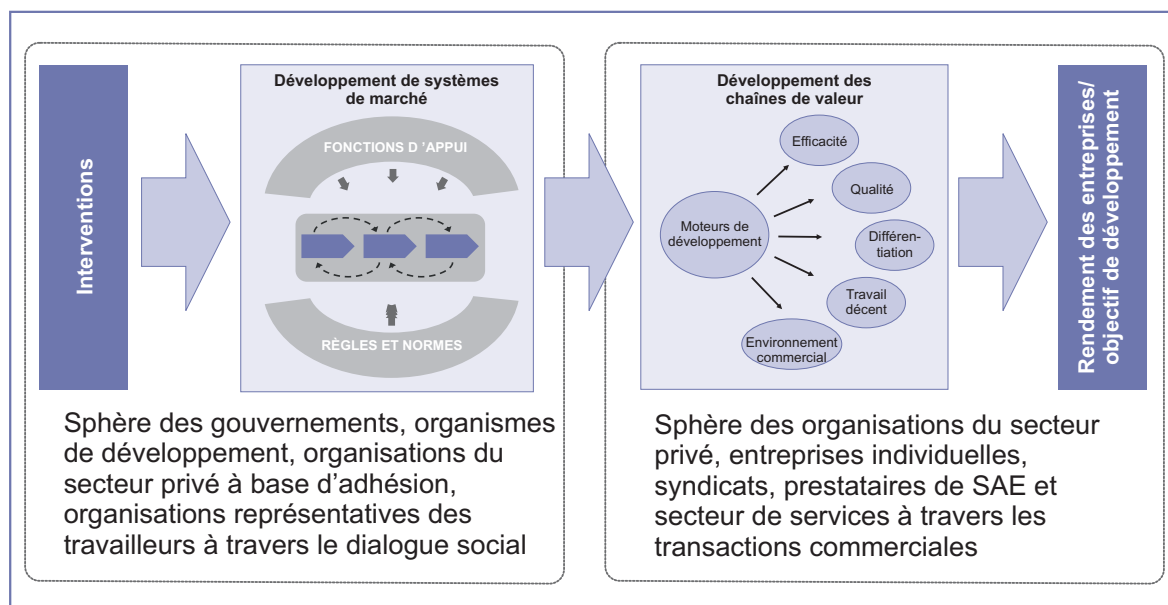 Interventions
Développement de systèmes
de marché
FONCTIONS D 'APPUI
RÈGLES ET NORMES
Sphère des gouvernements, organismes
de développement, organisations du
secteur privé à base d'adhésion,
organisations représentatives des
travailleurs à travers le dialogue social
Développement des
chaînes de valeur
Moteurs de
développement
Efficacité
Qualité
Différen-
tiation
Travail
décent
Environnement
commercial
Rendement des entreprises/
objectif de développement
Sphère des organisations du secteur
privé, entreprises individuelles,
syndicats, prestataires de SAE et
secteur de services à travers les
transactions commerciales